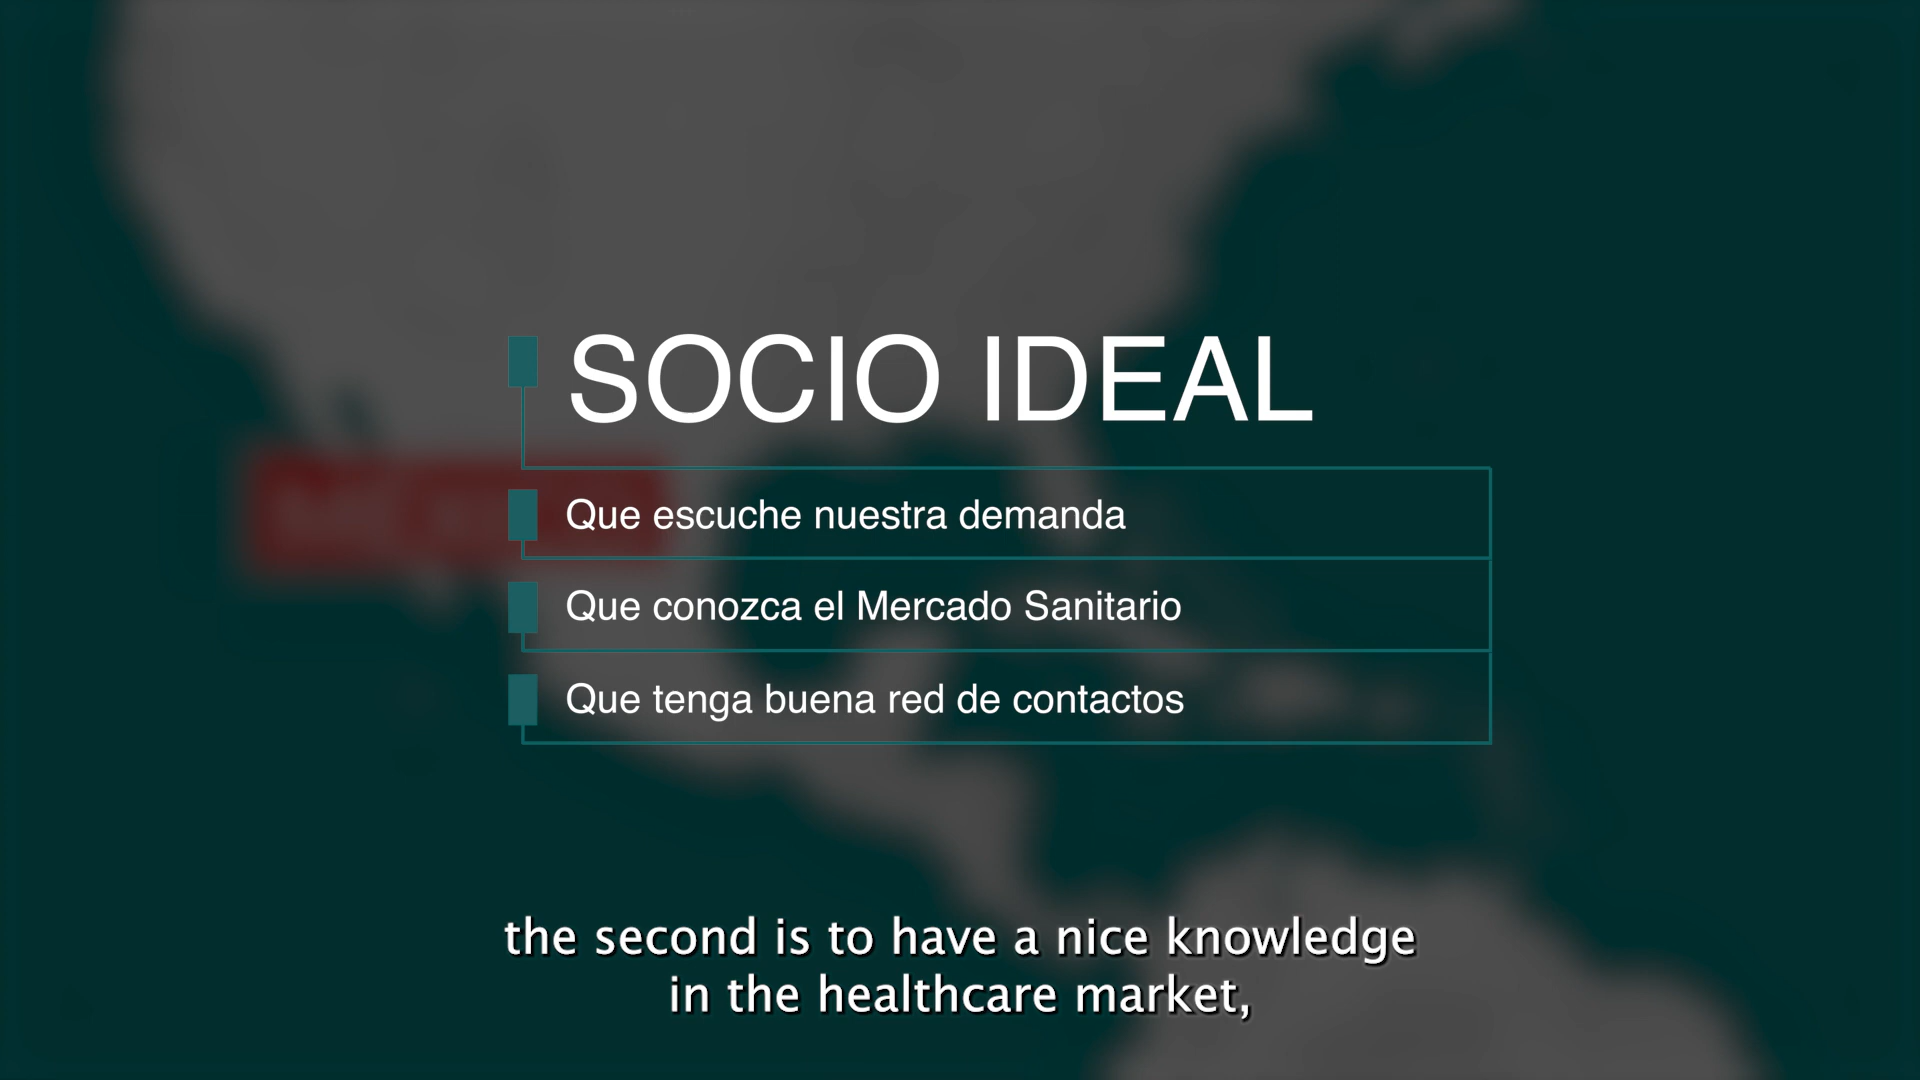 SOCIO IDEAL
Que escuche nuestra demanda
Que conozca el Mercado Sanitario
Que tenga buena red de contactos
the second is to have a nice knowledge
in the healthcare market,